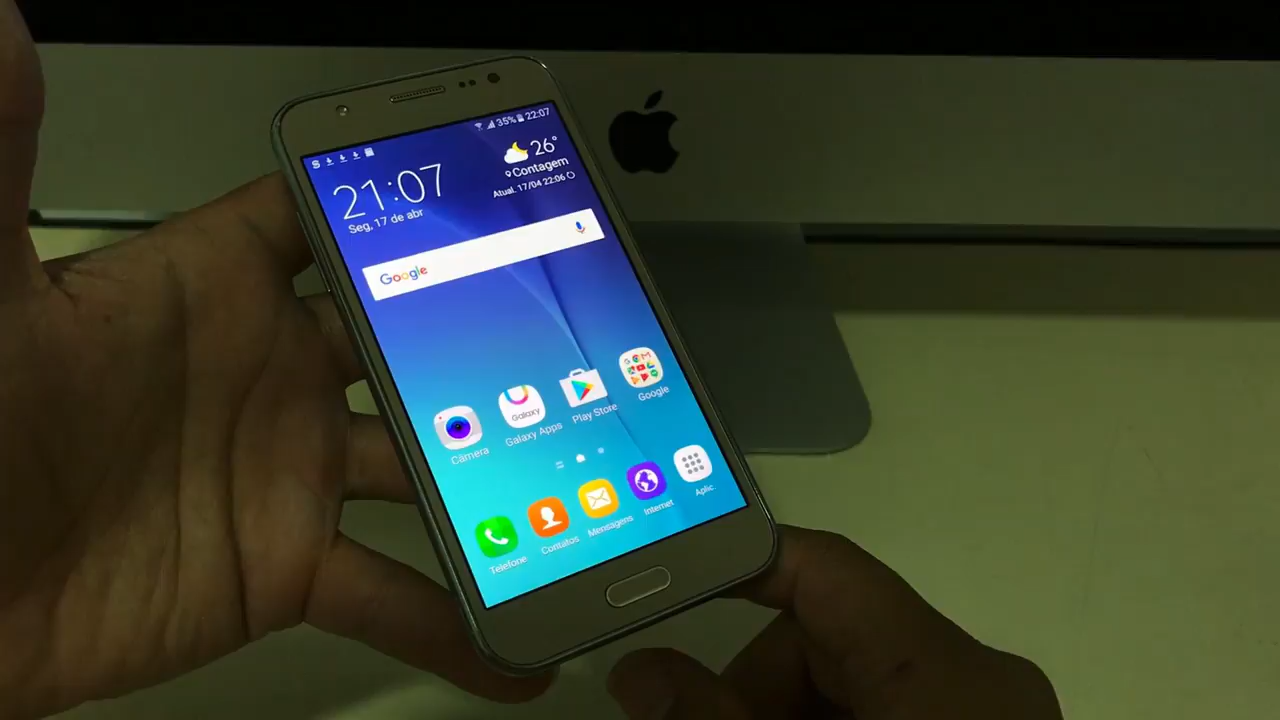 35% 22:07
21:07
Seg, 17 de abr
26°
Contagem
Atual. 17/04 22:06
Google
Câmera
Galaxy
Galaxy Apps
Play Store
Google
Telefone
Contatos
Mensagens
Internet
Aplic.